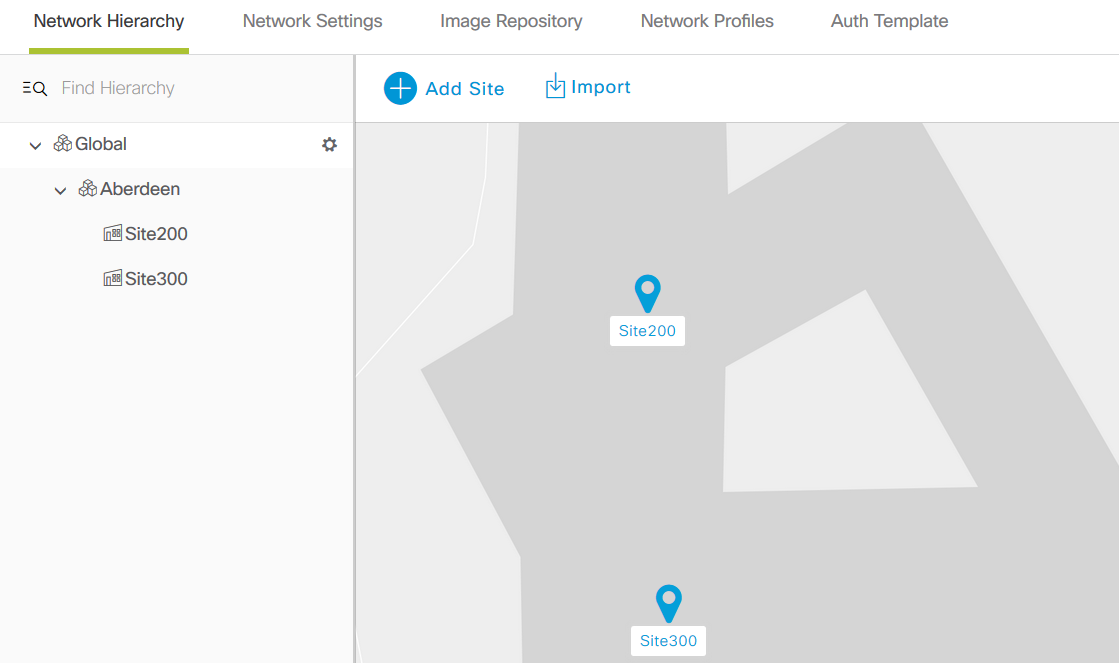 Network Hierarchy Network Settings Image Repository Network Profiles Auth Template
Find Hierarchy
Add Site Import
Global
Aberdeen
Site200
Site300
Site200
Site300